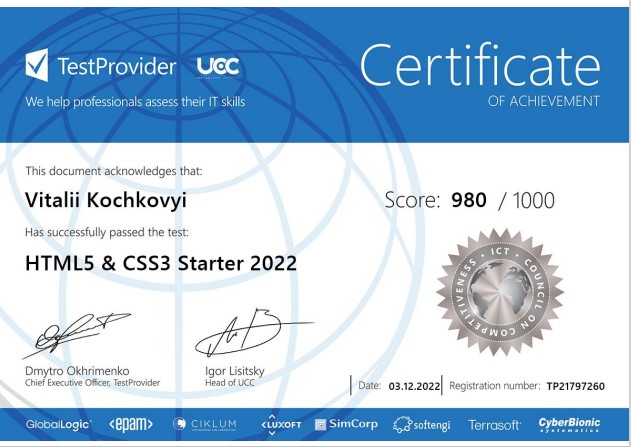 TestProvider UCC
Certificate
OF ACHIEVEMENT
We help professionals assess their IT skills
This document acknowledges that:
Vitalii Kochkovyi
Score: 980 / 1000
Has successfully passed the test:
HTML5 & CSS3 Starter 2022
ICT • COUNCIL ON COMPETITIVENESS
Dmytro Okhrimenko
Chief Executive Officer, TestProvider
Igor Lisitsky
Head of UCC
Date: 03.12.2022
Registration number: TP21797260
GlobalLogic <epam> CIKLUM <LUXOFT SimCorp softengi Terrasoft CyberBionic systematics